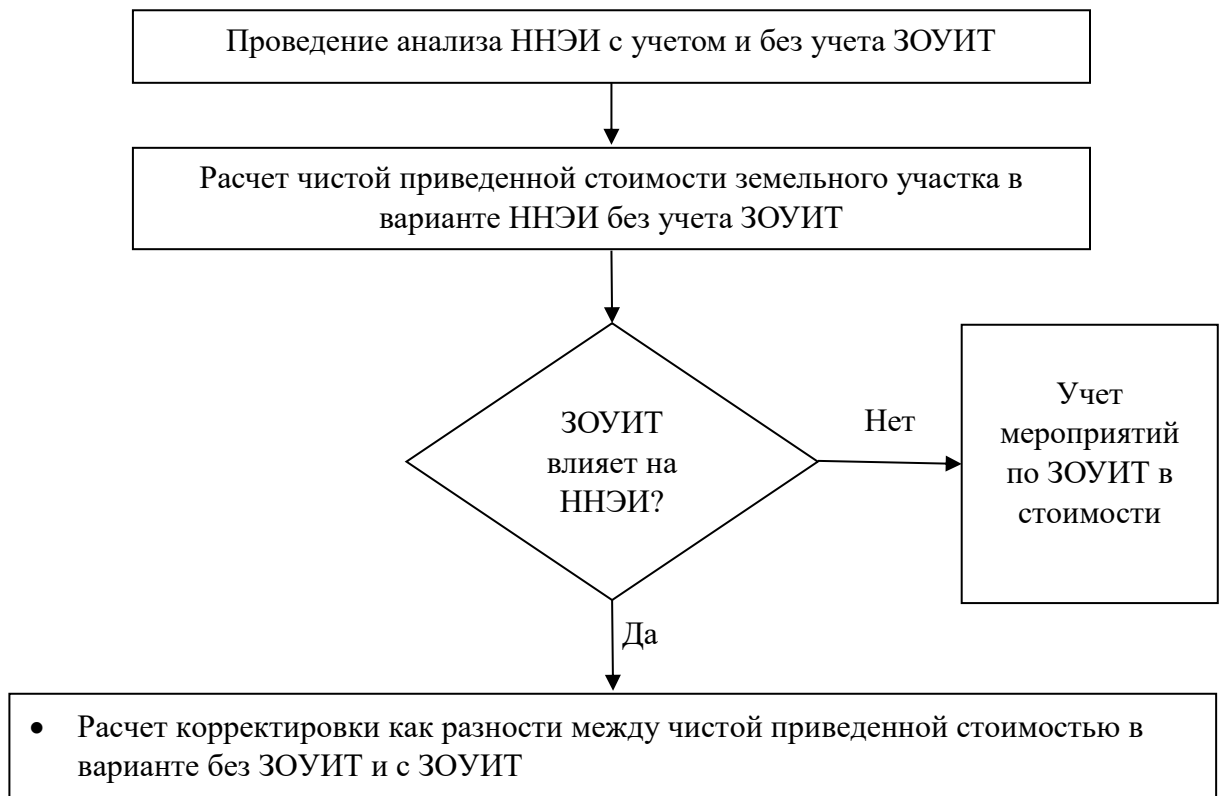 Проведение анализа ННЭИ с учетом и без учета ЗОУИТ
Расчет чистой приведенной стоимости земельного участка в
варианте ННЭИ без учета ЗОУИТ
ЗОУИТ
влияет на
ННЭИ?
Нет
Учет
мероприятий
по ЗОУИТ в
стоимости
Да
• Расчет корректировки как разности между чистой приведенной стоимостью в
варианте без ЗОУИТ и с ЗОУИТ